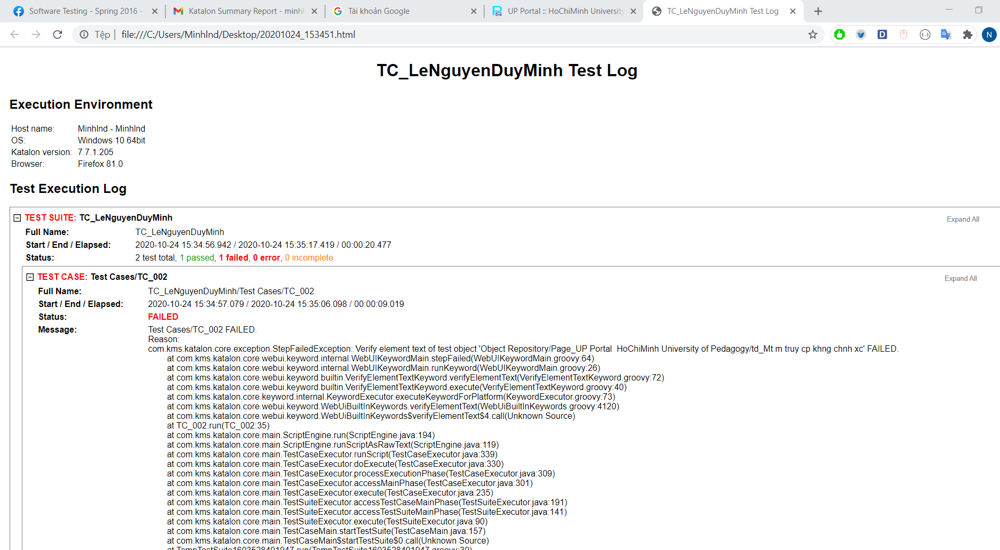 Software Testing - Spring 2016 -
Katalon Summary Report - minhl
Tài khoản Google
UP Portal :: HoChiMinh University
TC_LeNguyenDuyMinh Test Log
Tệp
file:///C:/Users/Minhlnd/Desktop/20201024_153451.html
N
TC_LeNguyenDuyMinh Test Log
Execution Environment
Host name: Minhlnd - Minhlnd
OS: Windows 10 64bit
Katalon version: 7.7.1.205
Browser: Firefox 81.0
Test Execution Log
TEST SUITE: TC_LeNguyenDuyMinh Expand All
Full Name: TC_LeNguyenDuyMinh
Start / End / Elapsed: 2020-10-24 15:34:56.942 / 2020-10-24 15:35:17.419 / 00:00:20.477
Status: 2 test total, 1 passed, 1 failed, 0 error, 0 incomplete
TEST CASE: Test Cases/TC_002 Expand All
Full Name: TC_LeNguyenDuyMinh/Test Cases/TC_002
Start / End / Elapsed: 2020-10-24 15:34:57.079 / 2020-10-24 15:35:06.098 / 00:00:09.019
Status: FAILED
Message: Test Cases/TC_002 FAILED.
Reason:
com.kms.katalon.core.exception.StepFailedException: Verify element text of test object 'Object Repository/Page_UP Portal  HoChiMinh University of Pedagogy/td_Mt m truy cp khng chnh xc' FAILED.
at com.kms.katalon.core.webui.keyword.internal.WebUIKeywordMain.stepFailed(WebUIKeywordMain.groovy:64)
at com.kms.katalon.core.webui.keyword.internal.WebUIKeywordMain.runKeyword(WebUIKeywordMain.groovy:26)
at com.kms.katalon.core.webui.keyword.builtin.VerifyElementTextKeyword.verifyElementText(VerifyElementTextKeyword.groovy:72)
at com.kms.katalon.core.webui.keyword.builtin.VerifyElementTextKeyword.execute(VerifyElementTextKeyword.groovy:40)
at com.kms.katalon.core.keyword.internal.KeywordExecutor.executeKeywordForPlatform(KeywordExecutor.groovy:73)
at com.kms.katalon.core.webui.keyword.WebUiBuiltInKeywords.verifyElementText(WebUiBuiltInKeywords.groovy:4120)
at com.kms.katalon.core.webui.keyword.WebUiBuiltInKeywords$verifyElementText$4.call(Unknown Source)
at TC_002.run(TC_002:35)
at com.kms.katalon.core.main.ScriptEngine.run(ScriptEngine.java:194)
at com.kms.katalon.core.main.ScriptEngine.runScriptAsRawText(ScriptEngine.java:119)
at com.kms.katalon.core.main.TestCaseExecutor.runScript(TestCaseExecutor.java:339)
at com.kms.katalon.core.main.TestCaseExecutor.doExecute(TestCaseExecutor.java:330)
at com.kms.katalon.core.main.TestCaseExecutor.processExecutionPhase(TestCaseExecutor.java:309)
at com.kms.katalon.core.main.TestCaseExecutor.accessMainPhase(TestCaseExecutor.java:301)
at com.kms.katalon.core.main.TestCaseExecutor.execute(TestCaseExecutor.java:235)
at com.kms.katalon.core.main.TestSuiteExecutor.accessTestCaseMainPhase(TestSuiteExecutor.java:191)
at com.kms.katalon.core.main.TestSuiteExecutor.accessTestSuiteMainPhase(TestSuiteExecutor.java:141)
at com.kms.katalon.core.main.TestSuiteExecutor.execute(TestSuiteExecutor.java:90)
at com.kms.katalon.core.main.TestCaseMain.startTestSuite(TestCaseMain.java:157)
at com.kms.katalon.core.main.TestCaseMain$startTestSuite$0.call(Unknown Source)
at TempTestSuite1603528491947.run(TempTestSuite1603528491947.groovy:39)